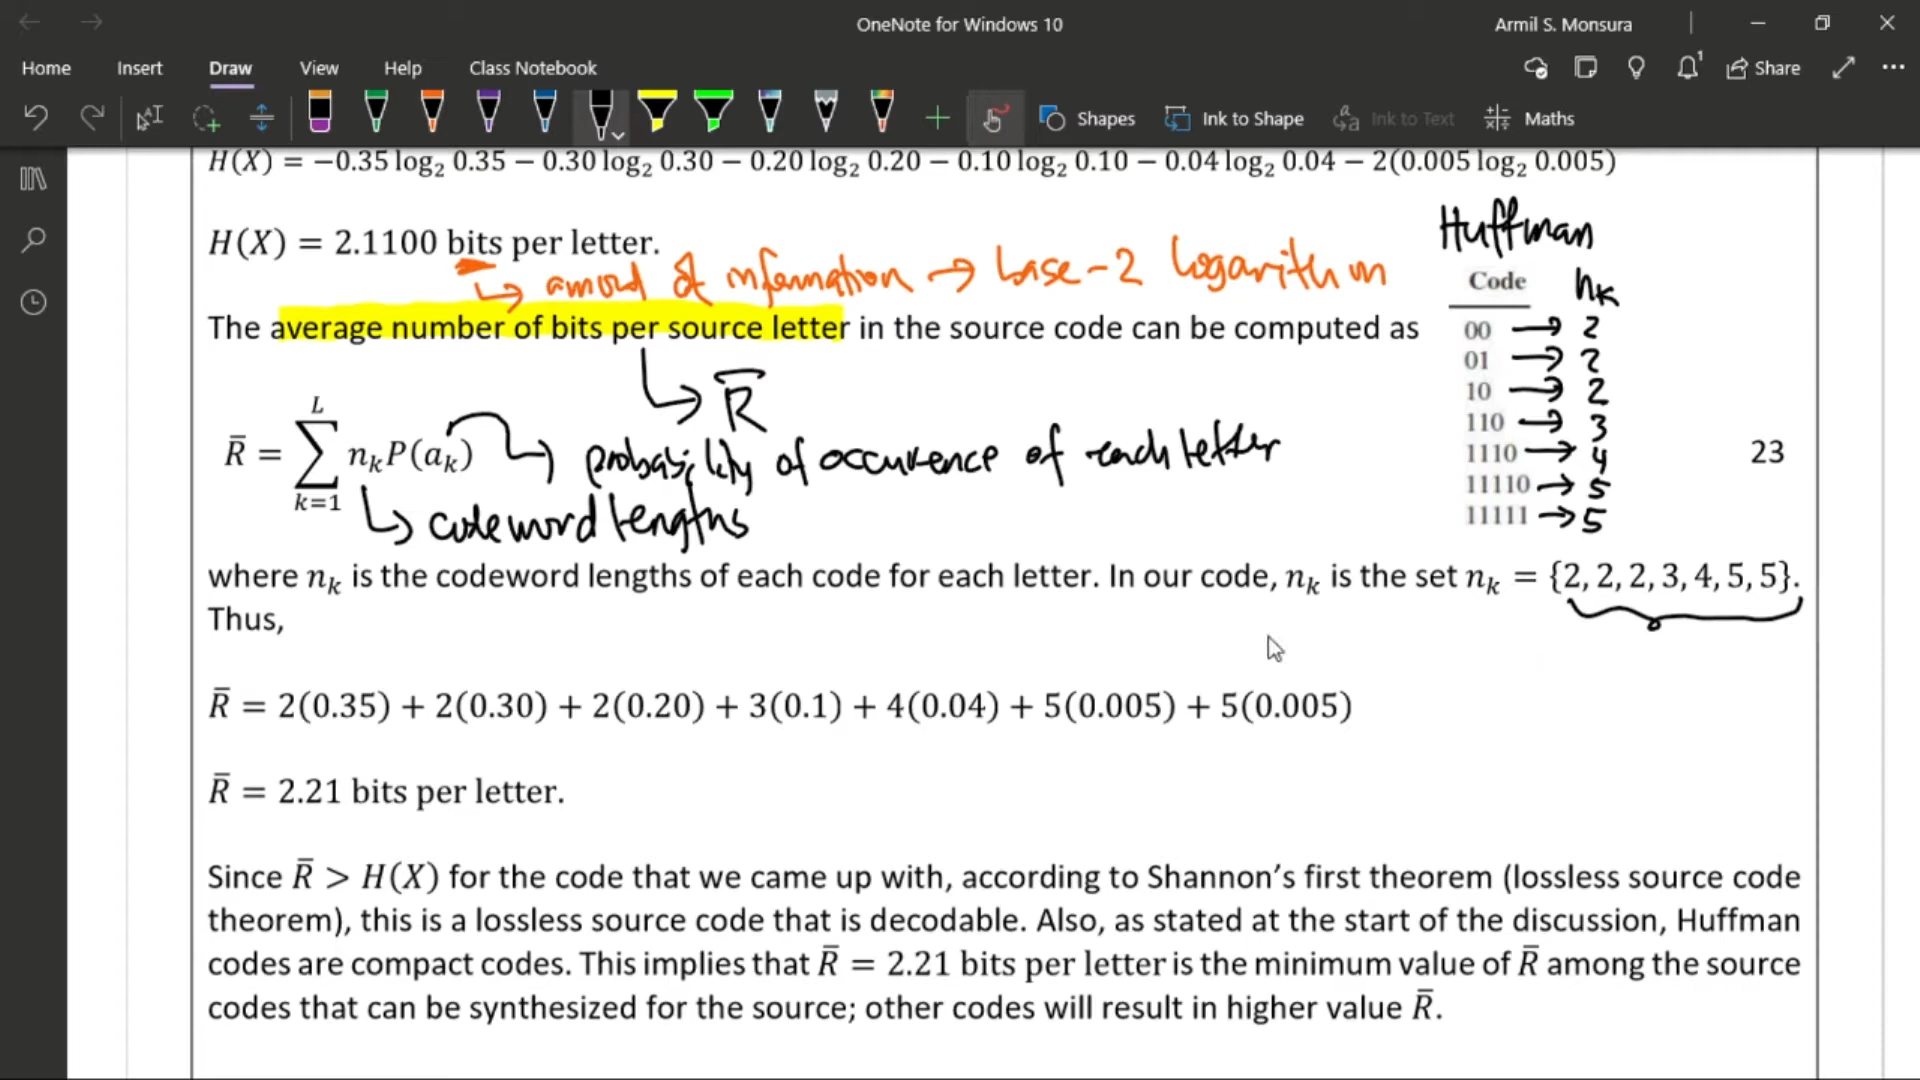 OneNote for Windows 10
Armil S. Monsura
Home Insert Draw View Help Class Notebook
1 Share
Shapes Ink to Shape Ink to Text Maths
H(X) = −0.35 log₂ 0.35 − 0.30 log₂ 0.30 − 0.20 log₂ 0.20 − 0.10 log₂ 0.10 − 0.04 log₂ 0.04 − 2(0.005 log₂ 0.005)
H(X) = 2.1100 bits per letter.
↳ amount of information → base-2 logarithm
The average number of bits per source letter in the source code can be computed as
↳ R̄
R̄ = ∑ₖ₌₁ᴸ nₖP(aₖ) ↳ probability of occurence of each letter
↳ codeword lengths
23
Huffman
Code nₖ
00 → 2
01 → 2
10 → 2
110 → 3
1110 → 4
11110 → 5
11111 → 5
where nₖ is the codeword lengths of each code for each letter. In our code, nₖ is the set nₖ = {2, 2, 2, 3, 4, 5, 5}.
Thus,
R̄ = 2(0.35) + 2(0.30) + 2(0.20) + 3(0.1) + 4(0.04) + 5(0.005) + 5(0.005)
R̄ = 2.21 bits per letter.
Since R̄ > H(X) for the code that we came up with, according to Shannon’s first theorem (lossless source code
theorem), this is a lossless source code that is decodable. Also, as stated at the start of the discussion, Huffman
codes are compact codes. This implies that R̄ = 2.21 bits per letter is the minimum value of R̄ among the source
codes that can be synthesized for the source; other codes will result in higher value R̄.